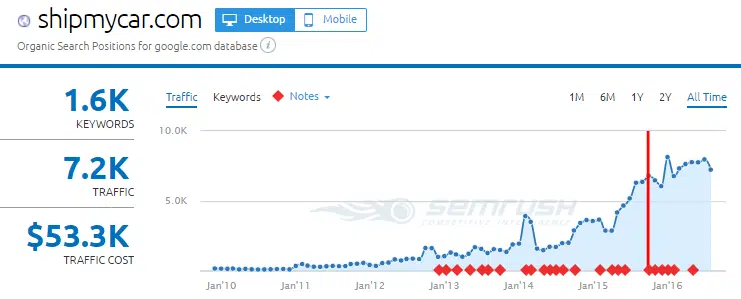 shipmycar.com
Desktop
Mobile
Organic Search Positions for google.com database i
1.6K
KEYWORDS
7.2K
TRAFFIC
$53.3K
TRAFFIC COST
Traffic Keywords Notes
1M 6M 1Y 2Y All Time
10.0K
5.0K
SEMRUSH
COMPETITIVE INTELLIGENCE
Jan'10 Jan'11 Jan'12 Jan'13 Jan'14 Jan'15 Jan'16